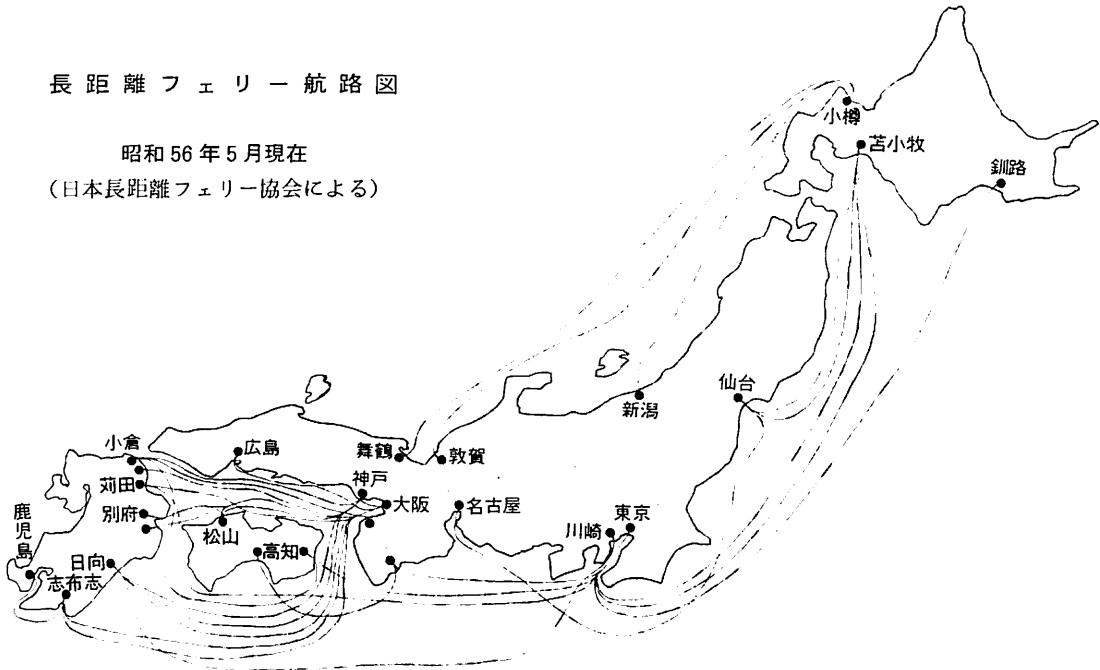 長距離フェリー航路図
昭和56年5月現在
(日本長距離フェリー協会による)
小樽
苫小牧
釧路
仙台
新潟
小倉
広島
舞鶴
敦賀
苅田
神戸
大阪
名古屋
別府
松山
川崎
東京
鹿児島
高知
日向
志布志